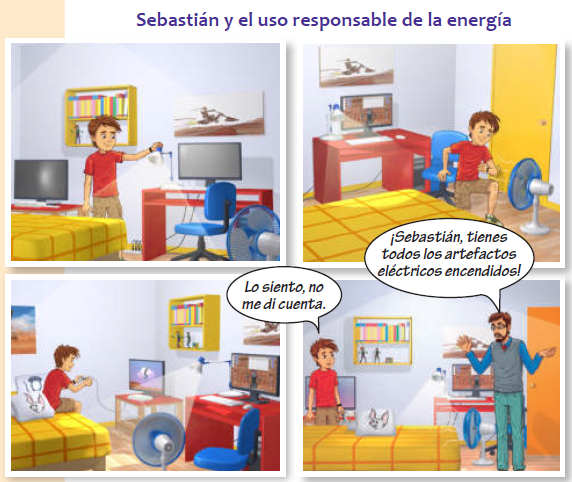 Sebastián y el uso responsable de la energía
¡Sebastián, tienes
todos los artefactos
eléctricos encendidos!
Lo siento, no
me di cuenta.